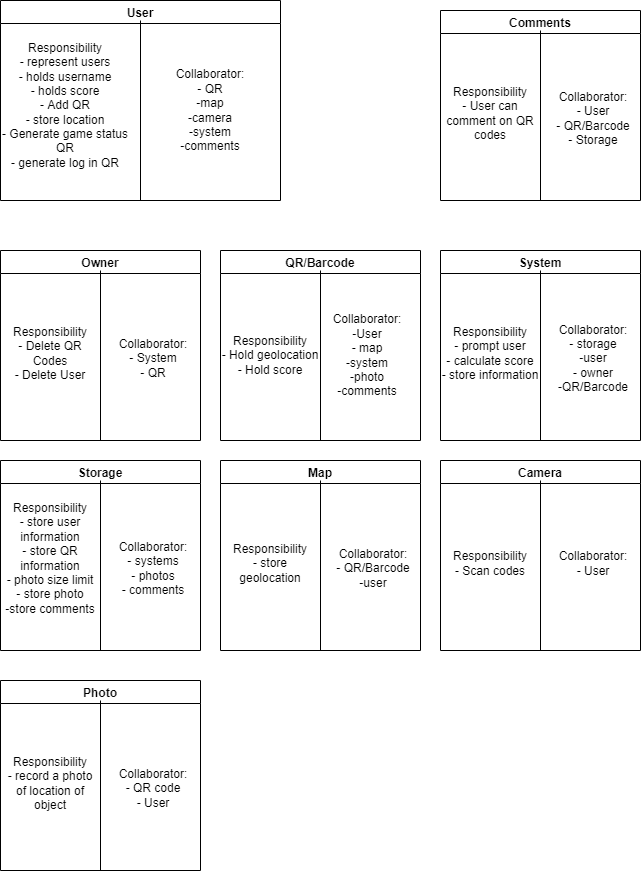 User
Responsibility
- represent users
- holds username
- holds score
- Add QR
- store location
- Generate game status
QR
- generate log in QR
Collaborator:
- QR
-map
-camera
-system
-comments
Comments
Responsibility
- User can
comment on QR
codes
Collaborator:
- User
- QR/Barcode
- Storage
Owner
Responsibility
- Delete QR
Codes
- Delete User
Collaborator:
- System
- QR
QR/Barcode
Responsibility
- Hold geolocation
- Hold score
Collaborator:
-User
- map
-system
-photo
-comments
System
Responsibility
- prompt user
- calculate score
- store information
Collaborator:
- storage
-user
- owner
-QR/Barcode
Storage
Responsibility
- store user
information
- store QR
information
- photo size limit
- store photo
-store comments
Collaborator:
- systems
- photos
- comments
Map
Responsibility
- store
geolocation
Collaborator:
- QR/Barcode
-user
Camera
Responsibility
- Scan codes
Collaborator:
- User
Photo
Responsibility
- record a photo
of location of
object
Collaborator:
- QR code
- User